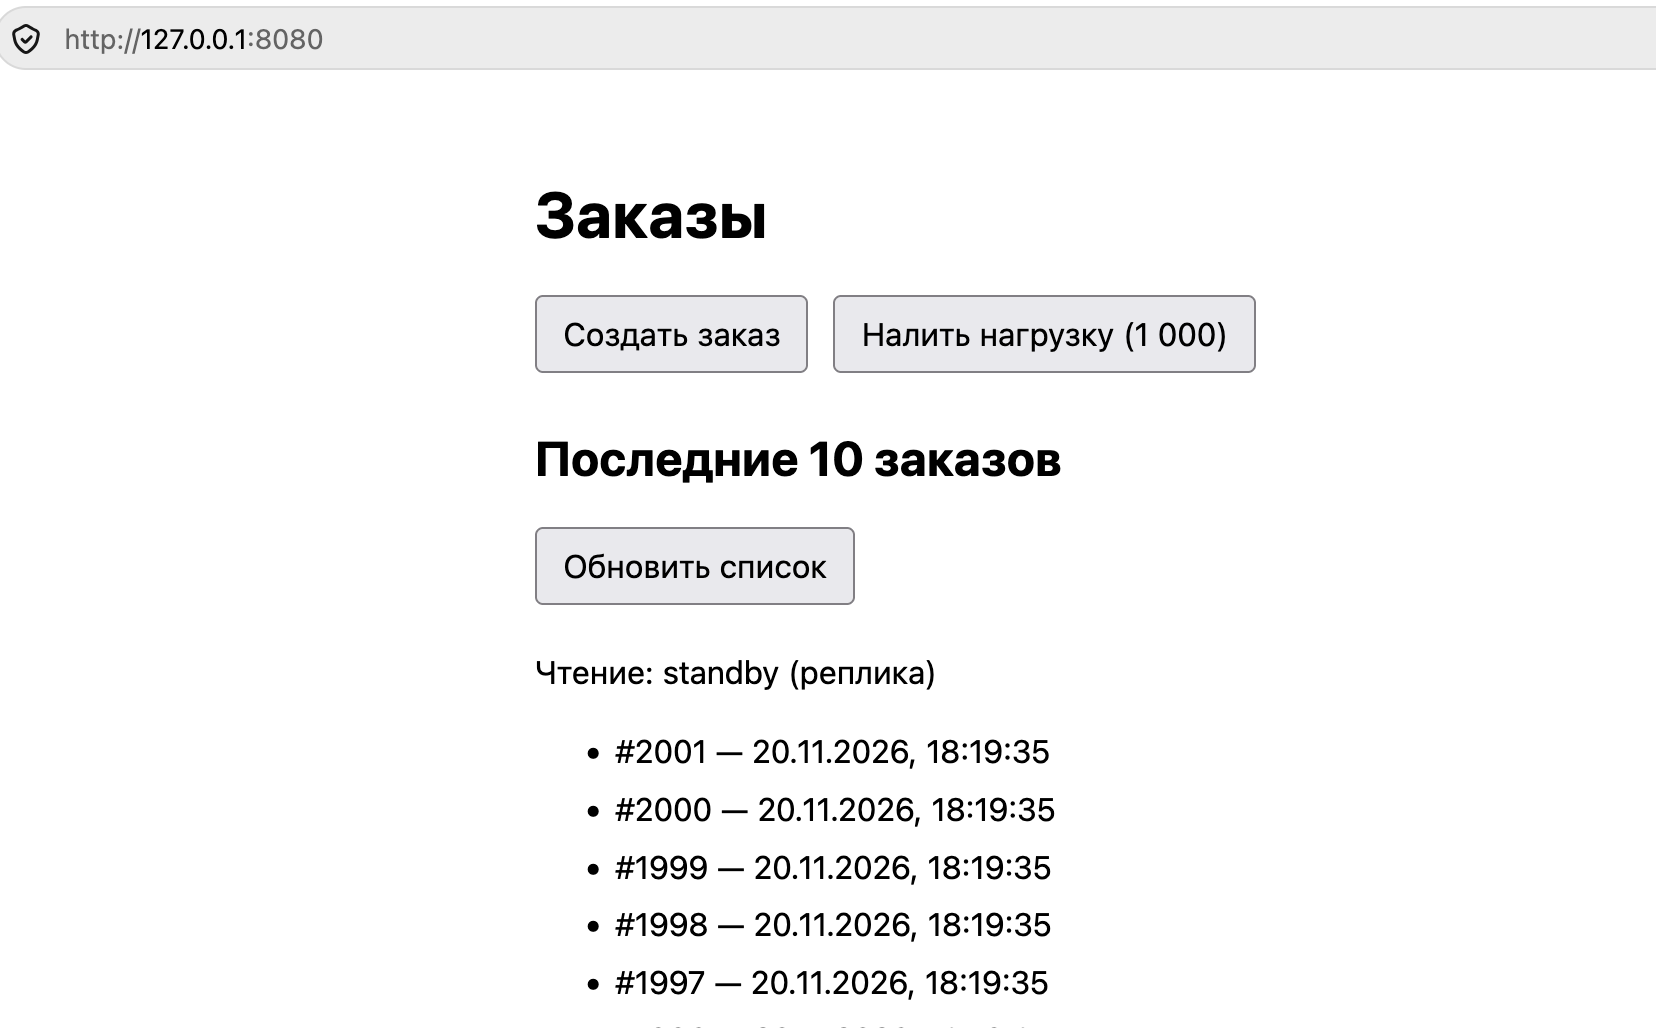 http://127.0.0.1:8080
Заказы
Создать заказ Налить нагрузку (1 000)
Последние 10 заказов
Обновить список
Чтение: standby (реплика)
• #2001 — 20.11.2026, 18:19:35
• #2000 — 20.11.2026, 18:19:35
• #1999 — 20.11.2026, 18:19:35
• #1998 — 20.11.2026, 18:19:35
• #1997 — 20.11.2026, 18:19:35